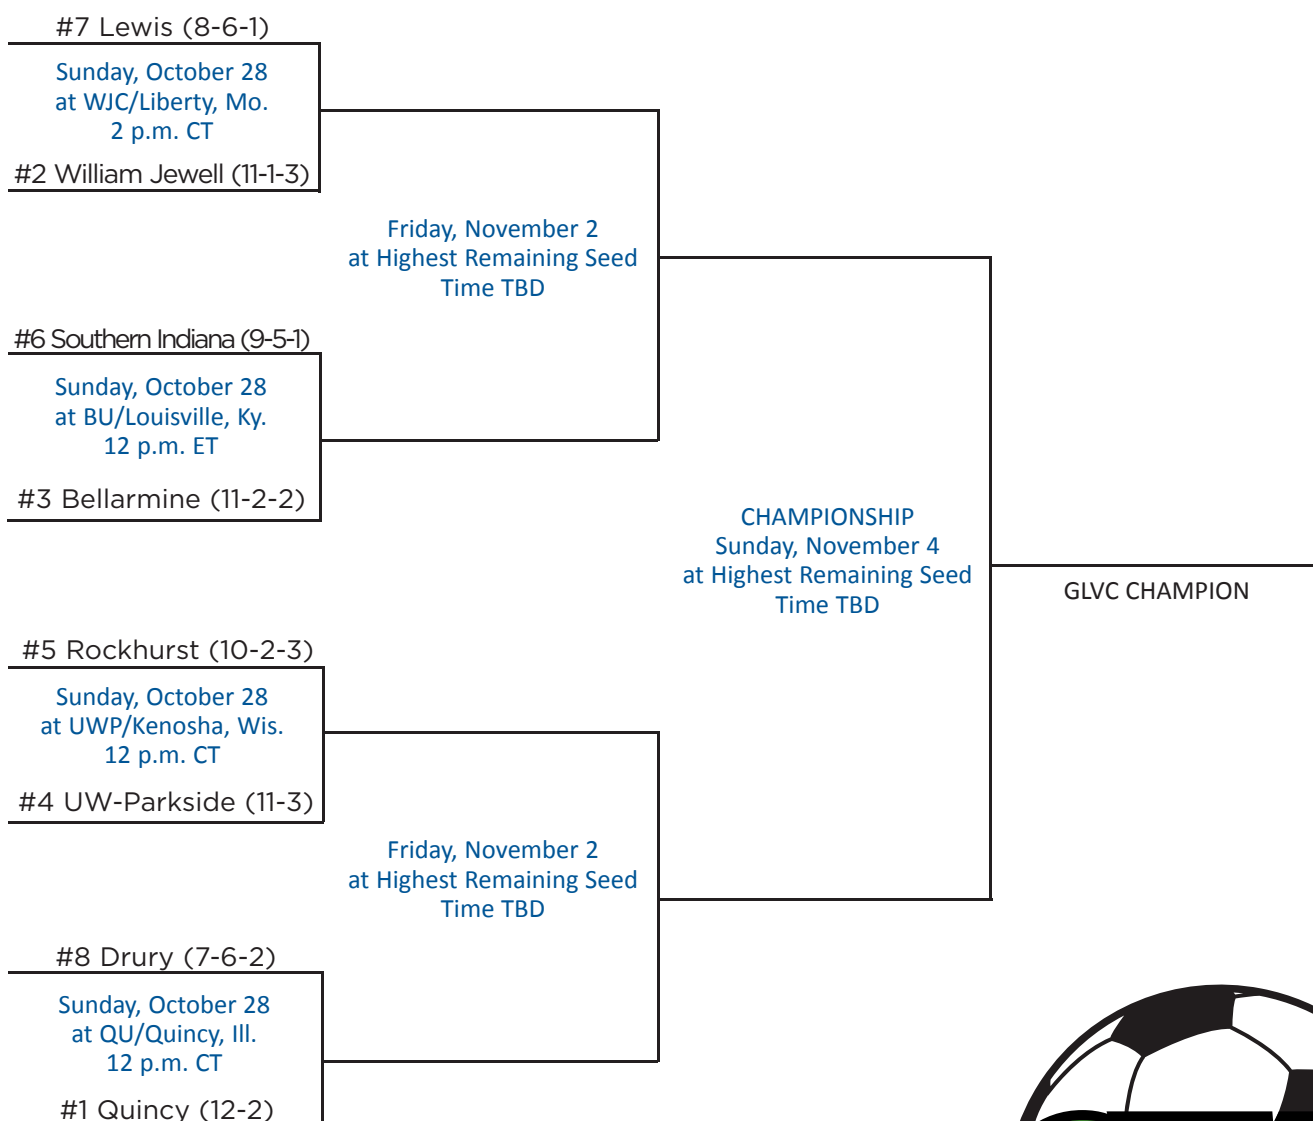 #7 Lewis (8-6-1)
Sunday, October 28
at WJC/Liberty, Mo.
2 p.m. CT
#2 William Jewell (11-1-3)
Friday, November 2
at Highest Remaining Seed
Time TBD
#6 Southern Indiana (9-5-1)
Sunday, October 28
at BU/Louisville, Ky.
12 p.m. ET
#3 Bellarmine (11-2-2)
CHAMPIONSHIP
Sunday, November 4
at Highest Remaining Seed
Time TBD
GLVC CHAMPION
#5 Rockhurst (10-2-3)
Sunday, October 28
at UWP/Kenosha, Wis.
12 p.m. CT
#4 UW-Parkside (11-3)
Friday, November 2
at Highest Remaining Seed
Time TBD
#8 Drury (7-6-2)
Sunday, October 28
at QU/Quincy, Ill.
12 p.m. CT
#1 Quincy (12-2)